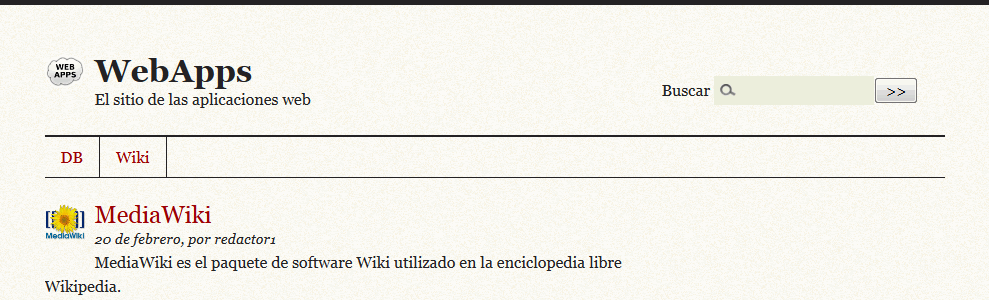 WEB
APPS
WebApps
El sitio de las aplicaciones web
Buscar >>
DB Wiki
MediaWiki
MediaWiki
20 de febrero, por redactor1
MediaWiki es el paquete de software Wiki utilizado en la enciclopedia libre
Wikipedia.